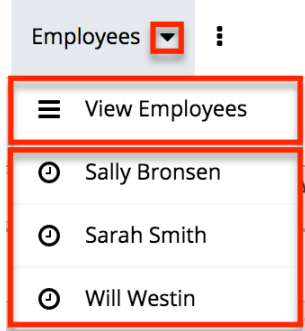 Employees
View Employees
Sally Bronsen
Sarah Smith
Will Westin